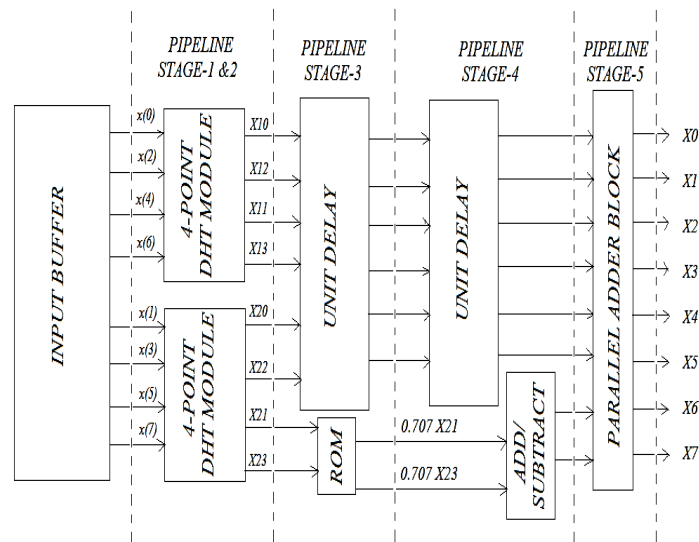 PIPELINE
STAGE-1 &2
PIPELINE
STAGE-3
PIPELINE
STAGE-4
PIPELINE
STAGE-5
INPUT BUFFER
x(0)
x(2)
x(4)
x(6)
x(1)
x(3)
x(5)
x(7)
4-POINT
DHT MODULE
4-POINT
DHT MODULE
X10
X12
X11
X13
X20
X22
X21
X23
UNIT DELAY
ROM
UNIT DELAY
0.707 X21
0.707 X23
ADD/
SUBTRACT
PARALLEL ADDER BLOCK
X0
X1
X2
X3
X4
X5
X6
X7